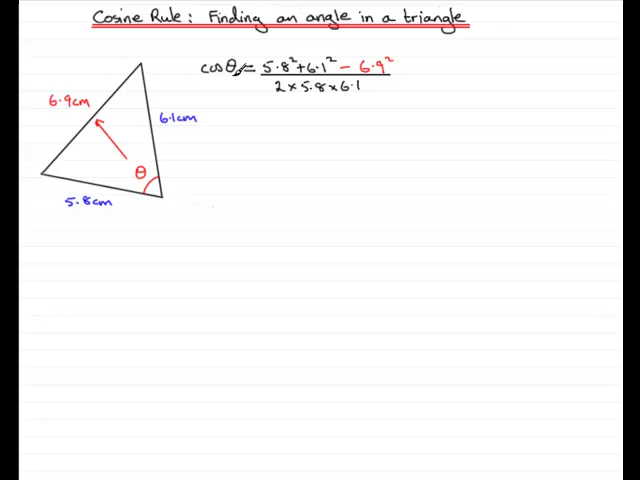 Cosine Rule: Finding an angle in a triangle
cosθ = 5.8² + 6.1² − 6.9²
2 × 5.8 × 6.1
6.9cm
6.1cm
θ
5.8cm